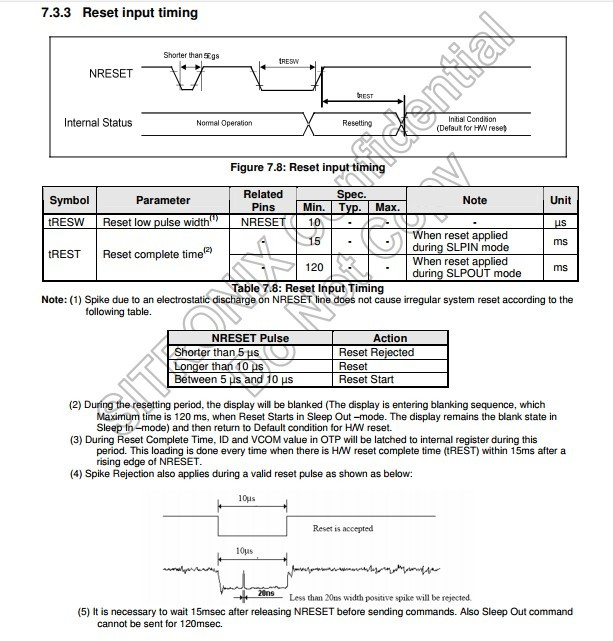 7.3.3 Reset input timing
Shorter than 5µs
tRESW
NRESET
tREST
Internal Status
Normal Operation
Resetting
Initial Condition
(Default for H/W reset)
Figure 7.8: Reset input timing
Symbol Parameter Related Pins Spec. Min. Typ. Max. Note Unit
tRESW Reset low pulse width(1) NRESET 10 - - - µs
tREST Reset complete time(2) - 15 - - When reset applied during SLPIN mode ms
- 120 - - When reset applied during SLPOUT mode ms
Table 7.8: Reset Input Timing
Note: (1) Spike due to an electrostatic discharge on NRESET line does not cause irregular system reset according to the
following table.
NRESET Pulse Action
Shorter than 5 µs Reset Rejected
Longer than 10 µs Reset
Between 5 µs and 10 µs Reset Start
(2) During the resetting period, the display will be blanked (The display is entering blanking sequence, which
Maximum time is 120 ms, when Reset Starts in Sleep Out –mode. The display remains the blank state in
Sleep In –mode) and then return to Default condition for H/W reset.
(3) During Reset Complete Time, ID and VCOM value in OTP will be latched to internal register during this
period. This loading is done every time when there is H/W reset complete time (tREST) within 15ms after a
rising edge of NRESET.
(4) Spike Rejection also applies during a valid reset pulse as shown as below:
10µs
Reset is accepted
10µs
20ns
Less than 20ns width positive spike will be rejected.
(5) It is necessary to wait 15msec after releasing NRESET before sending commands. Also Sleep Out command
cannot be sent for 120msec.
SITRONIX Confidential
Do Not Copy